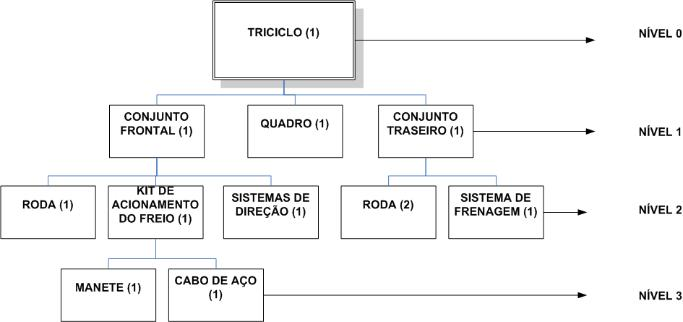 TRICICLO (1)
NÍVEL 0
CONJUNTO
FRONTAL (1)
QUADRO (1)
CONJUNTO
TRASEIRO (1)
NÍVEL 1
RODA (1)
KIT DE
ACIONAMENTO
DO FREIO (1)
SISTEMAS DE
DIREÇÃO (1)
RODA (2)
SISTEMA DE
FRENAGEM (1)
NÍVEL 2
MANETE (1)
CABO DE AÇO
(1)
NÍVEL 3